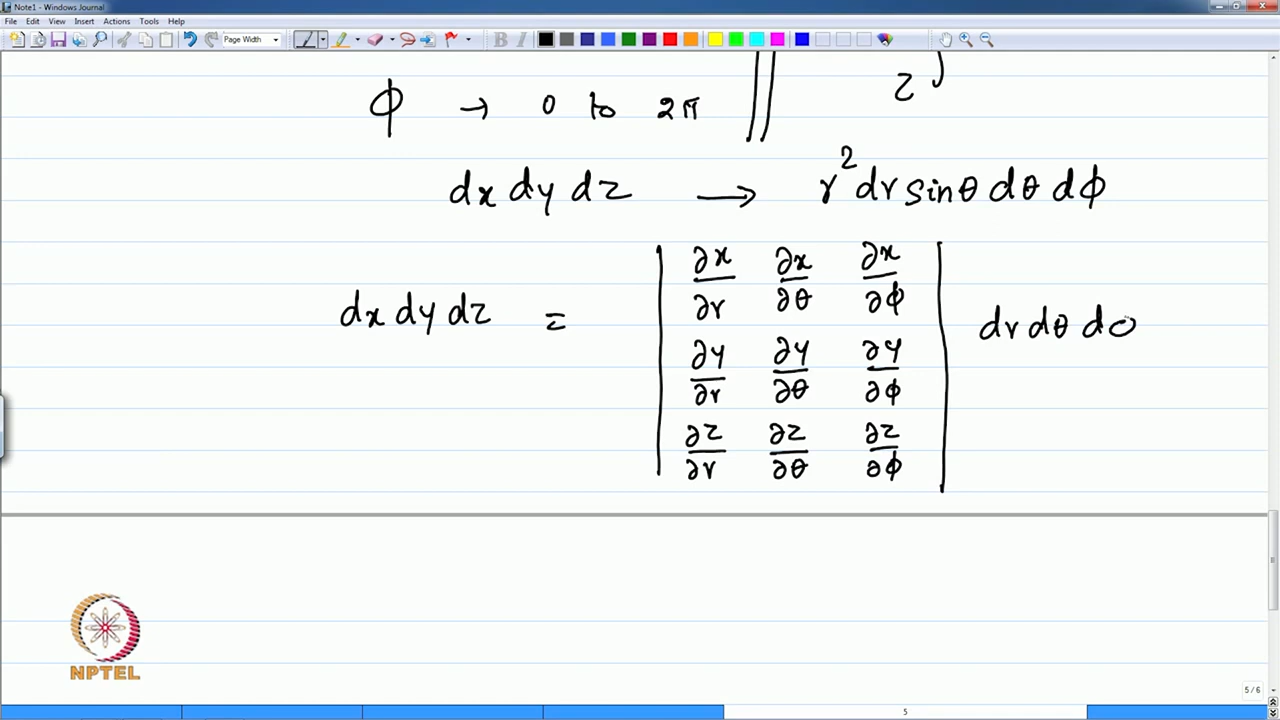 Note1 - Windows Journal
File Edit View Insert Actions Tools Help
Page Width
B I
ϕ → 0 to 2π
z
dx dy dz → r² dr sinθ dθ dϕ
∂x/∂r ∂x/∂θ ∂x/∂ϕ
dx dy dz = dr dθ d
∂y/∂r ∂y/∂θ ∂y/∂ϕ
∂z/∂r ∂z/∂θ ∂z/∂ϕ
NPTEL
5 / 6
5